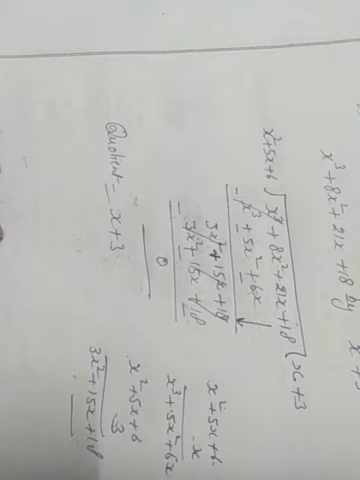 x³ + 8x² + 21x + 18 by x² +
x²+5x+6 ) x³ + 8x² + 21x + 18 ( x + 3
- x³ + 5x² + 6x
3x² + 15x + 18
3x² + 15x + 18
0
Quotient = x + 3
x² + 5x + 6
x
x³ + 5x² + 6x
x² + 5x + 6
3
3x² + 15x + 18